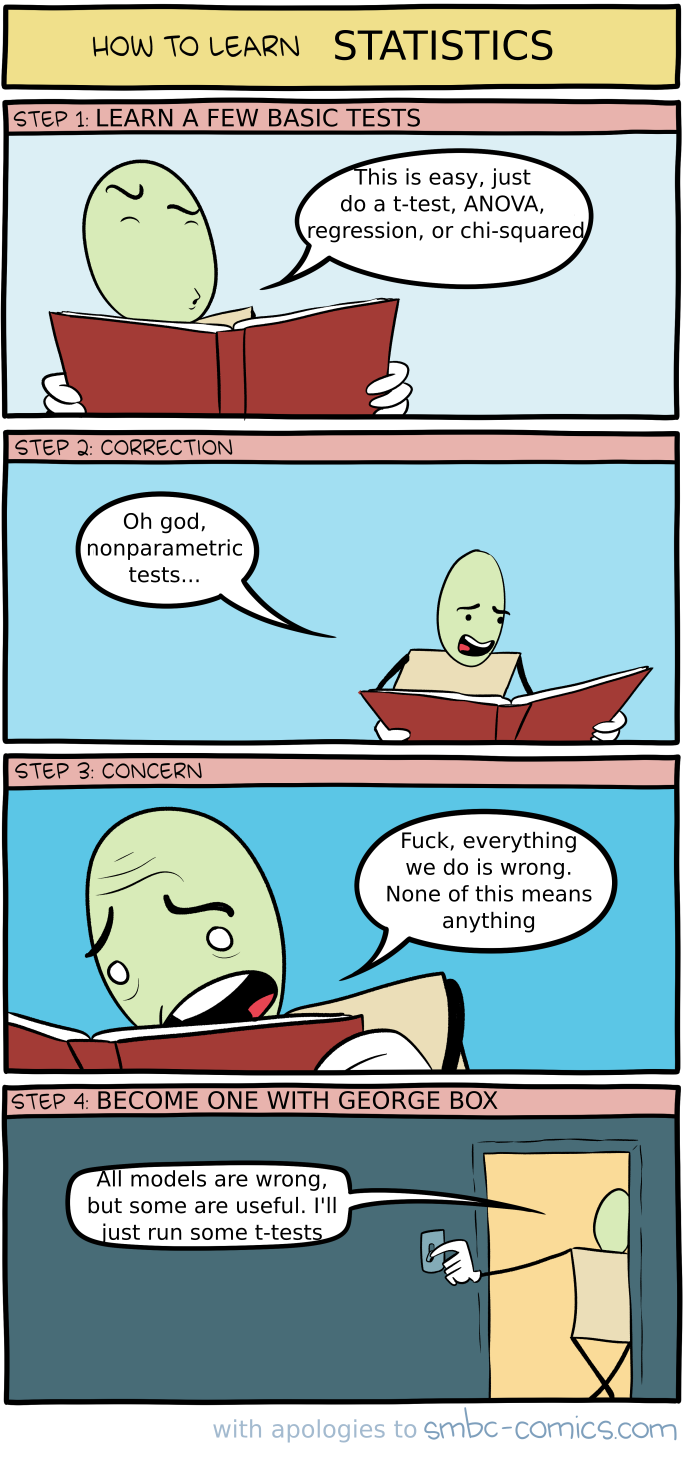 HOW TO LEARN STATISTICS
STEP 1: LEARN A FEW BASIC TESTS
This is easy, just
do a t-test, ANOVA,
regression, or chi-squared
STEP 2: CORRECTION
Oh god,
nonparametric
tests...
STEP 3: CONCERN
Fuck, everything
we do is wrong.
None of this means
anything
STEP 4: BECOME ONE WITH GEORGE BOX
All models are wrong,
but some are useful. I'll
just run some t-tests
with apologies to smbc-comics.com